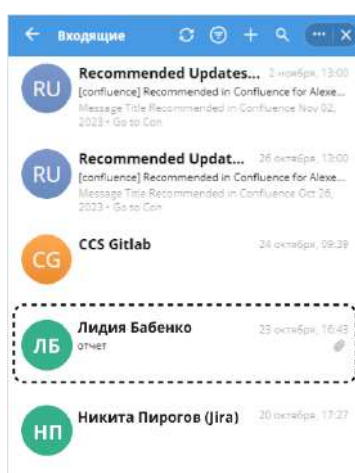 Входящие
RU
Recommended Updates...
2 ноября, 13:00
[confluence] Recommended in Confluence for Alexe...
Message Title Recommended in Confluence Nov 02,
2023 • Go to Con
RU
Recommended Updat...
26 октября, 13:00
[confluence] Recommended in Confluence for Alexe...
Message Title Recommended in Confluence Oct 26,
2023 • Go to Con
CG
CCS Gitlab
24 октября, 09:39
ЛБ
Лидия Бабенко
23 октября, 16:43
отчет
НП
Никита Пирогов (Jira)
20 октября, 17:27